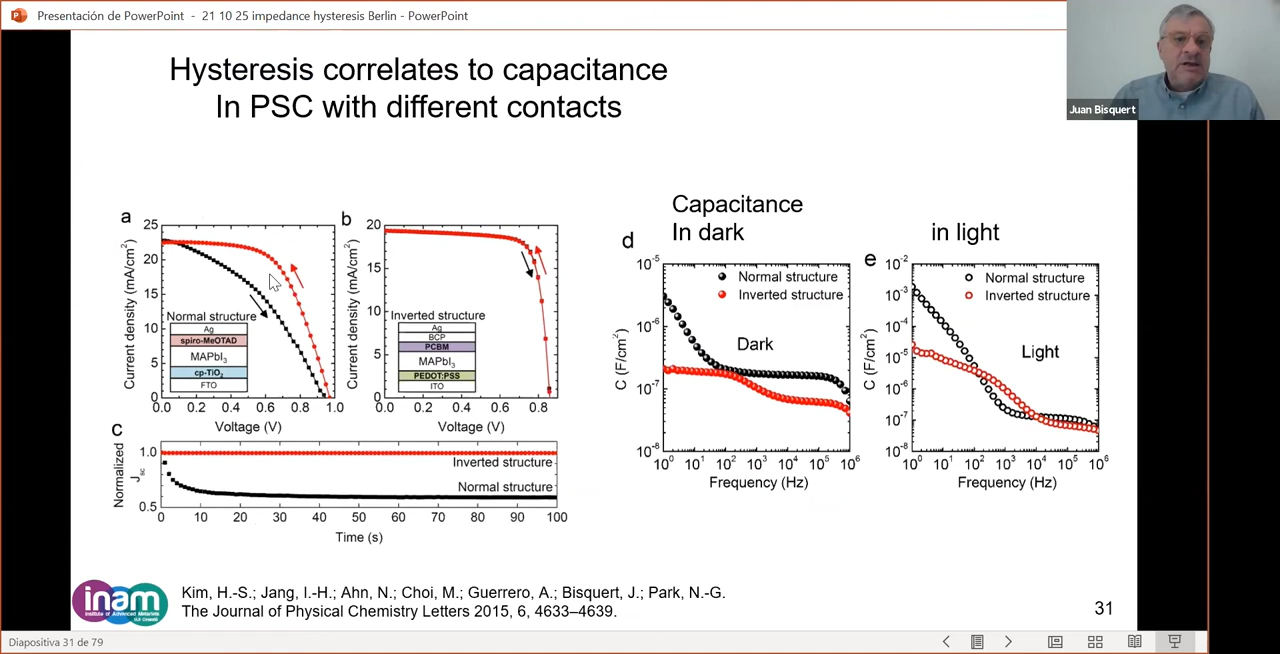 Presentación de PowerPoint - 21 10 25 impedance hysteresis Berlin - PowerPoint
Juan Bisquert
Hysteresis correlates to capacitance
In PSC with different contacts
a
25
20
15
10
5
0
Current density (mA/cm²)
Normal structure
Ag
spiro-MeOTAD
MAPbI₃
cp-TiO₂
FTO
0.0 0.2 0.4 0.6 0.8 1.0
Voltage (V)
b
20
15
10
5
0
Current density (mA/cm²)
Inverted structure
Ag
BCP
PCBM
MAPbI₃
PEDOT:PSS
ITO
0.0 0.2 0.4 0.6 0.8
Voltage (V)
c
Normalized
Jsc
1.0
0.5
Inverted structure
Normal structure
0 10 20 30 40 50 60 70 80 90 100
Time (s)
Capacitance
In dark
d
10⁻⁵
10⁻⁶
10⁻⁷
10⁻⁸
C (F/cm²)
Normal structure
Inverted structure
Dark
10⁰ 10¹ 10² 10³ 10⁴ 10⁵ 10⁶
Frequency (Hz)
in light
e
10⁻²
10⁻³
10⁻⁴
10⁻⁵
10⁻⁶
10⁻⁷
10⁻⁸
C (F/cm²)
Normal structure
Inverted structure
Light
10⁰ 10¹ 10² 10³ 10⁴ 10⁵ 10⁶
Frequency (Hz)
inam
Institute of Advanced Materials
Kim, H.-S.; Jang, I.-H.; Ahn, N.; Choi, M.; Guerrero, A.; Bisquert, J.; Park, N.-G.
The Journal of Physical Chemistry Letters 2015, 6, 4633–4639.
31
Diapositiva 31 de 79